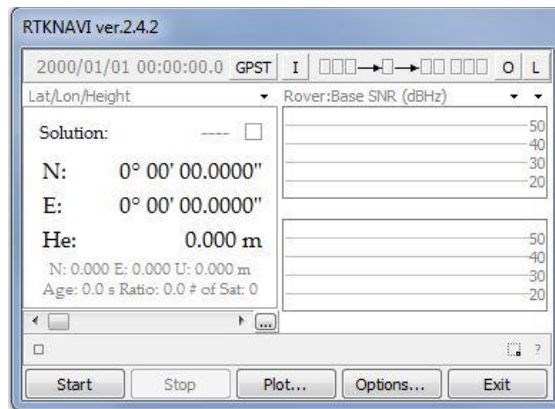 RTKNAVI ver.2.4.2
2000/01/01 00:00:00.0 GPST I O L
Lat/Lon/Height
Rover:Base SNR (dBHz)
Solution: ----
N: 0° 00' 00.0000"
E: 0° 00' 00.0000"
He: 0.000 m
N: 0.000 E: 0.000 U: 0.000 m
Age: 0.0 s Ratio: 0.0 # of Sat: 0
50
40
30
20
50
40
30
20
...
?
Start Stop Plot... Options... Exit